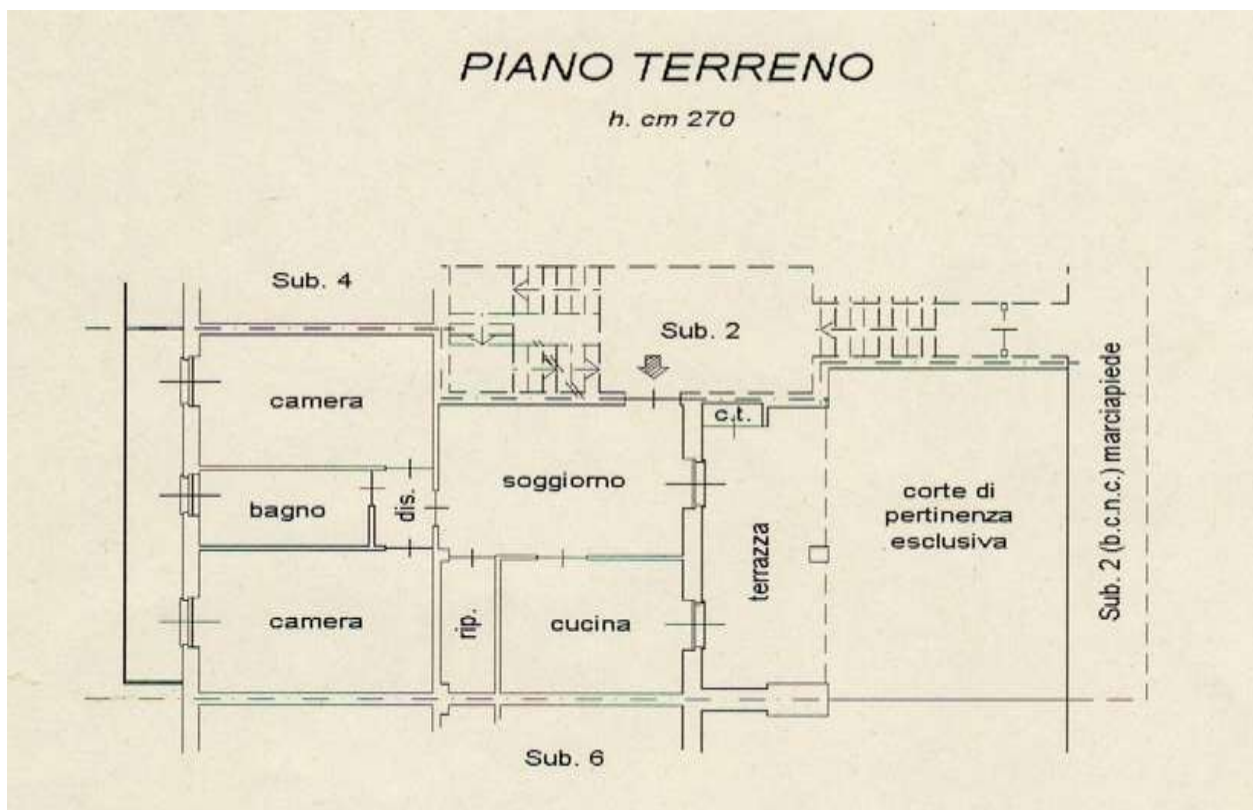 PIANO TERRENO
h. cm 270
Sub. 4
Sub. 2
camera
c.t.
soggiorno
bagno
dis.
corte di
pertinenza
esclusiva
terrazza
Sub. 2 (b.c.n.c.) marciapiede
camera
rip.
cucina
Sub. 6